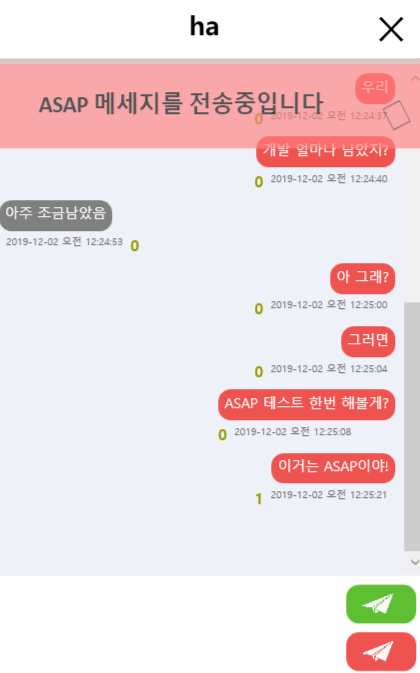 ha
ASAP 메세지를 전송중입니다
우리
0 2019-12-02 오전 12:24:37
개발 얼마나 남았지?
0 2019-12-02 오전 12:24:40
아주 조금남았음
2019-12-02 오전 12:24:53 0
아 그래?
0 2019-12-02 오전 12:25:00
그러면
0 2019-12-02 오전 12:25:04
ASAP 테스트 한번 해볼게?
0 2019-12-02 오전 12:25:08
이거는 ASAP이야!
1 2019-12-02 오전 12:25:21